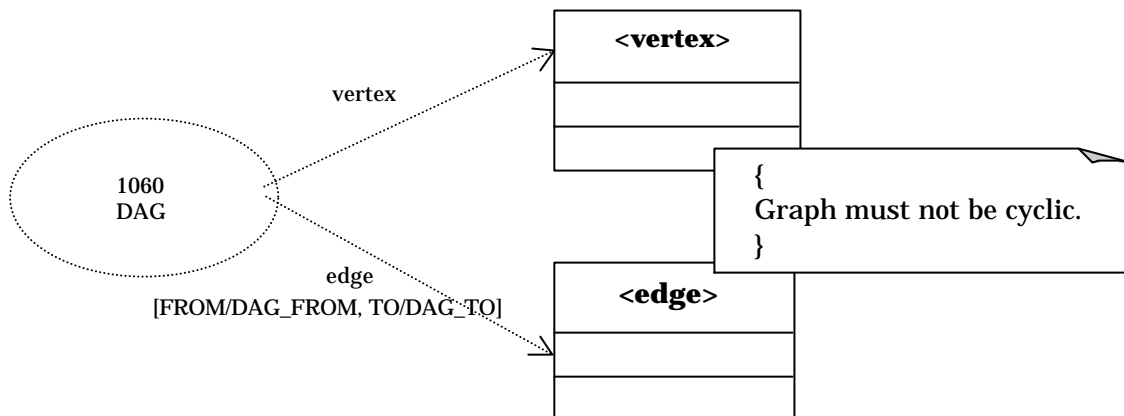 <vertex>
vertex
1060
DAG
{
Graph must not be cyclic.
}
edge
[FROM/DAG_FROM, TO/DAG_TO]
<edge>